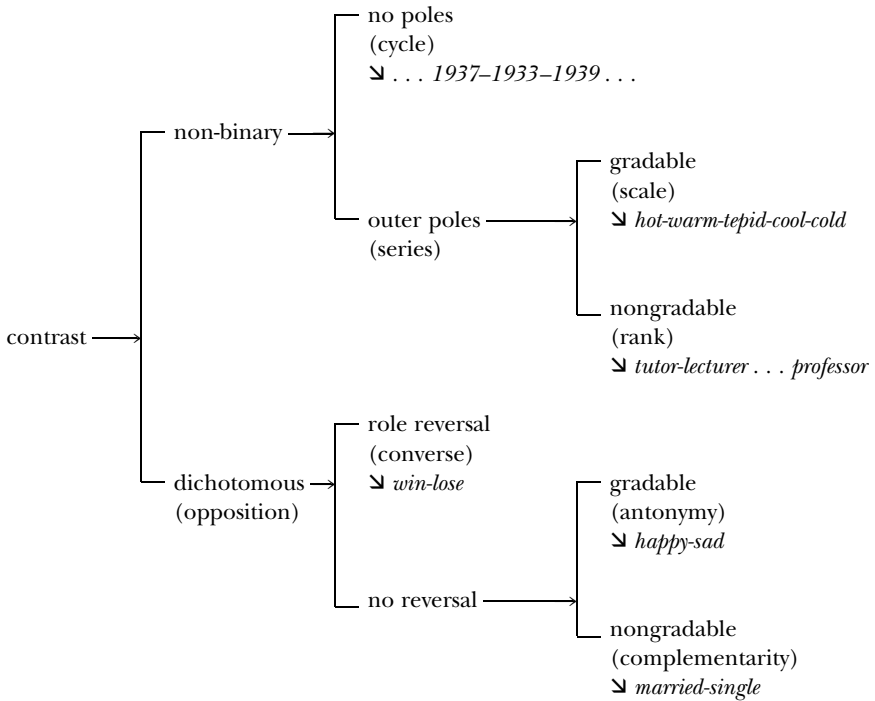 no poles
(cycle)
↘ . . . 1937–1933–1939 . . .
non-binary
gradable
(scale)
↘ hot-warm-tepid-cool-cold
outer poles
(series)
nongradable
(rank)
↘ tutor-lecturer . . . professor
contrast
role reversal
(converse)
↘ win-lose
dichotomous
(opposition)
gradable
(antonymy)
↘ happy-sad
no reversal
nongradable
(complementarity)
↘ married-single